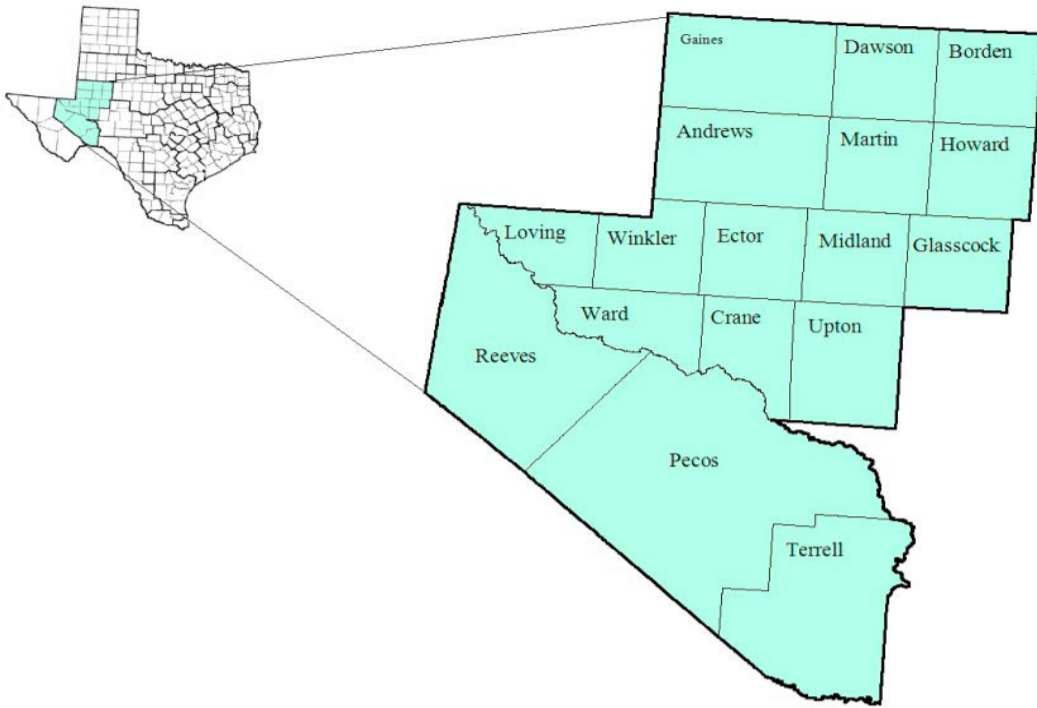 Gaines
Dawson
Borden
Andrews
Martin
Howard
Loving
Winkler
Ector
Midland
Glasscock
Ward
Crane
Upton
Reeves
Pecos
Terrell